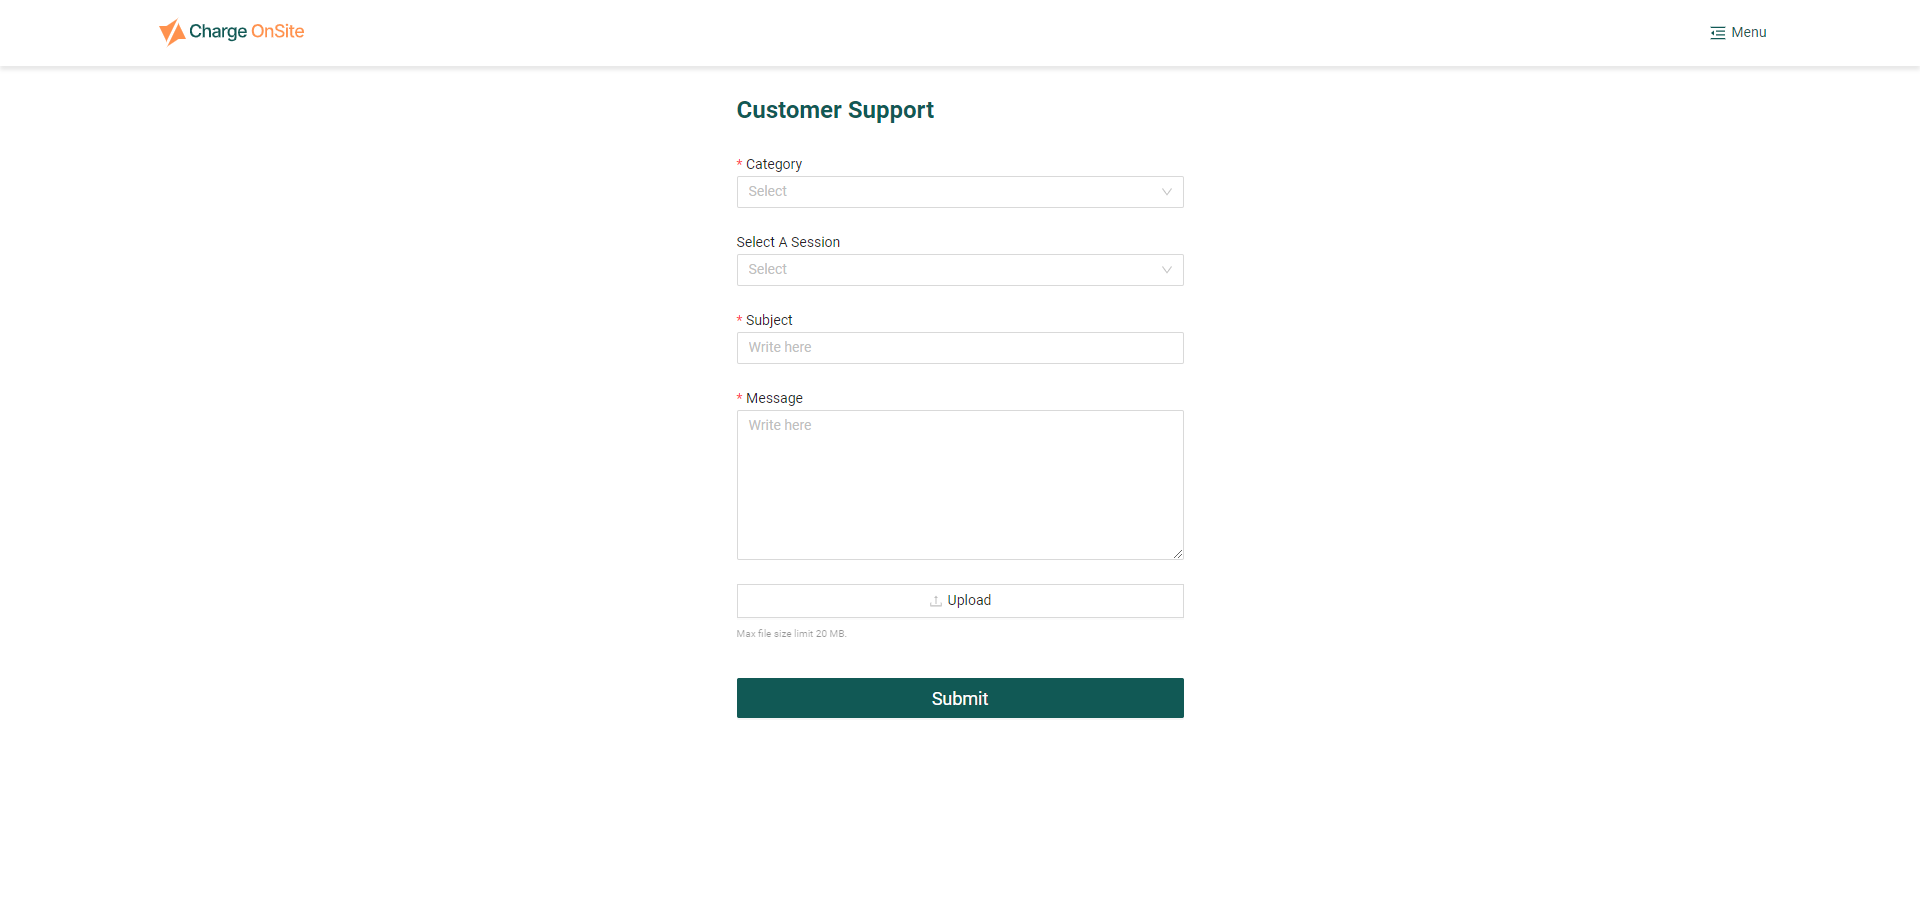 Charge OnSite
Menu
Customer Support
* Category
Select
Select A Session
Select
* Subject
Write here
* Message
Write here
Upload
Max file size limit 20 MB.
Submit